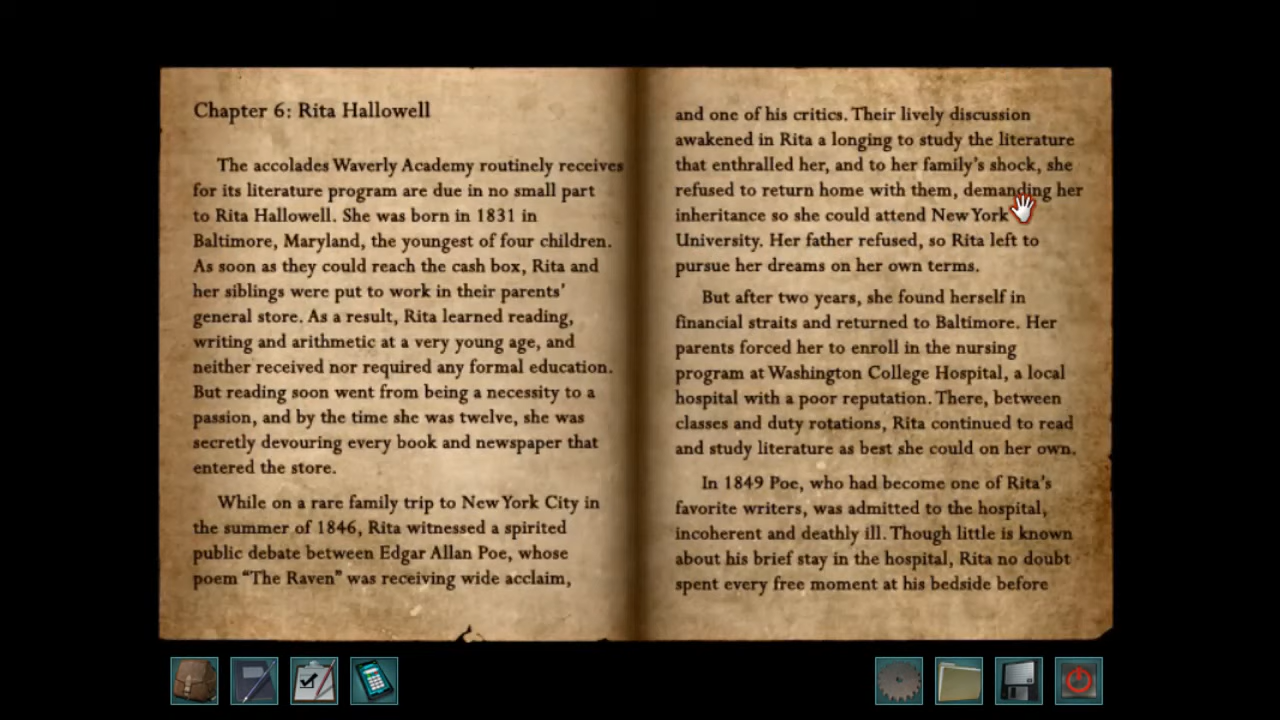 Chapter 6: Rita Hallowell
The accolades Waverly Academy routinely receives
for its literature program are due in no small part
to Rita Hallowell. She was born in 1831 in
Baltimore, Maryland, the youngest of four children.
As soon as they could reach the cash box, Rita and
her siblings were put to work in their parents'
general store. As a result, Rita learned reading,
writing and arithmetic at a very young age, and
neither received nor required any formal education.
But reading soon went from being a necessity to a
passion, and by the time she was twelve, she was
secretly devouring every book and newspaper that
entered the store.
While on a rare family trip to New York City in
the summer of 1846, Rita witnessed a spirited
public debate between Edgar Allan Poe, whose
poem "The Raven" was receiving wide acclaim,
and one of his critics. Their lively discussion
awakened in Rita a longing to study the literature
that enthralled her, and to her family's shock, she
refused to return home with them, demanding her
inheritance so she could attend New York
University. Her father refused, so Rita left to
pursue her dreams on her own terms.
But after two years, she found herself in
financial straits and returned to Baltimore. Her
parents forced her to enroll in the nursing
program at Washington College Hospital, a local
hospital with a poor reputation. There, between
classes and duty rotations, Rita continued to read
and study literature as best she could on her own.
In 1849 Poe, who had become one of Rita's
favorite writers, was admitted to the hospital,
incoherent and deathly ill. Though little is known
about his brief stay in the hospital, Rita no doubt
spent every free moment at his bedside before